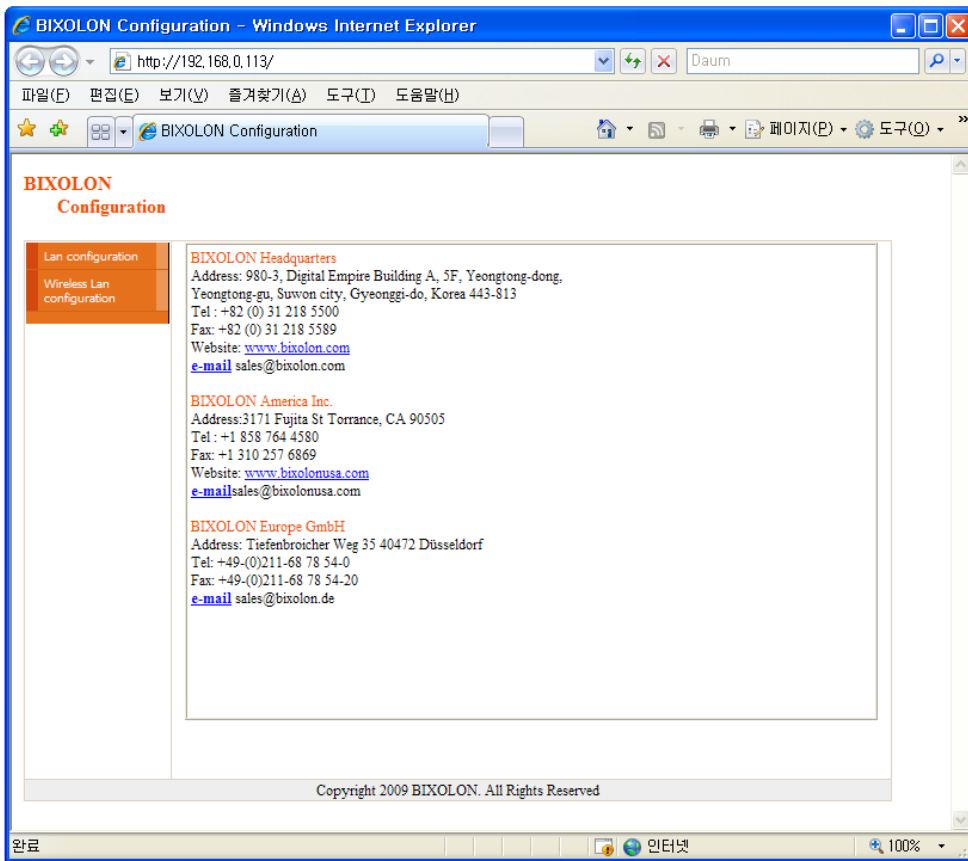 BIXOLON Configuration - Windows Internet Explorer
http://192,168,0,113/
Daum
파일(F) 편집(E) 보기(V) 즐겨찾기(A) 도구(T) 도움말(H)
BIXOLON Configuration
페이지(P)
도구(O)
»
BIXOLON
Configuration
Lan configuration
Wireless Lan
configuration
BIXOLON Headquarters
Address: 980-3, Digital Empire Building A, 5F, Yeongtong-dong,
Yeongtong-gu, Suwon city, Gyeonggi-do, Korea 443-813
Tel : +82 (0) 31 218 5500
Fax: +82 (0) 31 218 5589
Website: www.bixolon.com
e-mail sales@bixolon.com
BIXOLON America Inc.
Address:3171 Fujita St Torrance, CA 90505
Tel : +1 858 764 4580
Fax: +1 310 257 6869
Website: www.bixolonusa.com
e-mailsales@bixolonusa.com
BIXOLON Europe GmbH
Address: Tiefenbroicher Weg 35 40472 Düsseldorf
Tel: +49-(0)211-68 78 54-0
Fax: +49-(0)211-68 78 54-20
e-mail sales@bixolon.de
Copyright 2009 BIXOLON. All Rights Reserved
완료
인터넷
100%